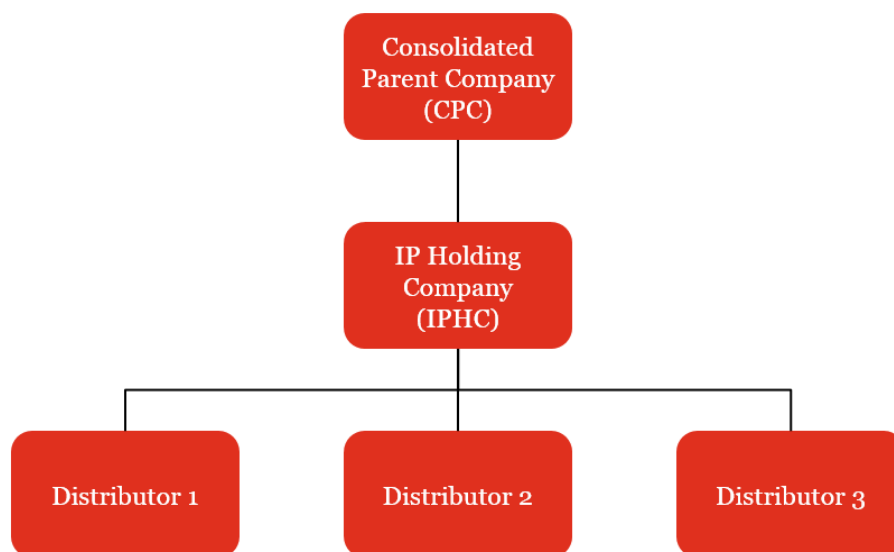 Consolidated
Parent Company
(CPC)
IP Holding
Company
(IPHC)
Distributor 1
Distributor 2
Distributor 3